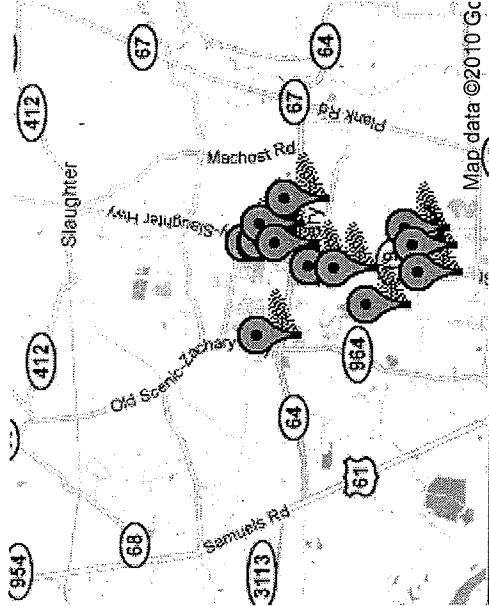 412
67
64
Slaughter
67
Plank Rd
Machost Rd
y-Slaughter Hwy
412
Old Scenic-Zachary
964
64
61
68
Samuels Rd
954
3113
Map data ©2010 Go